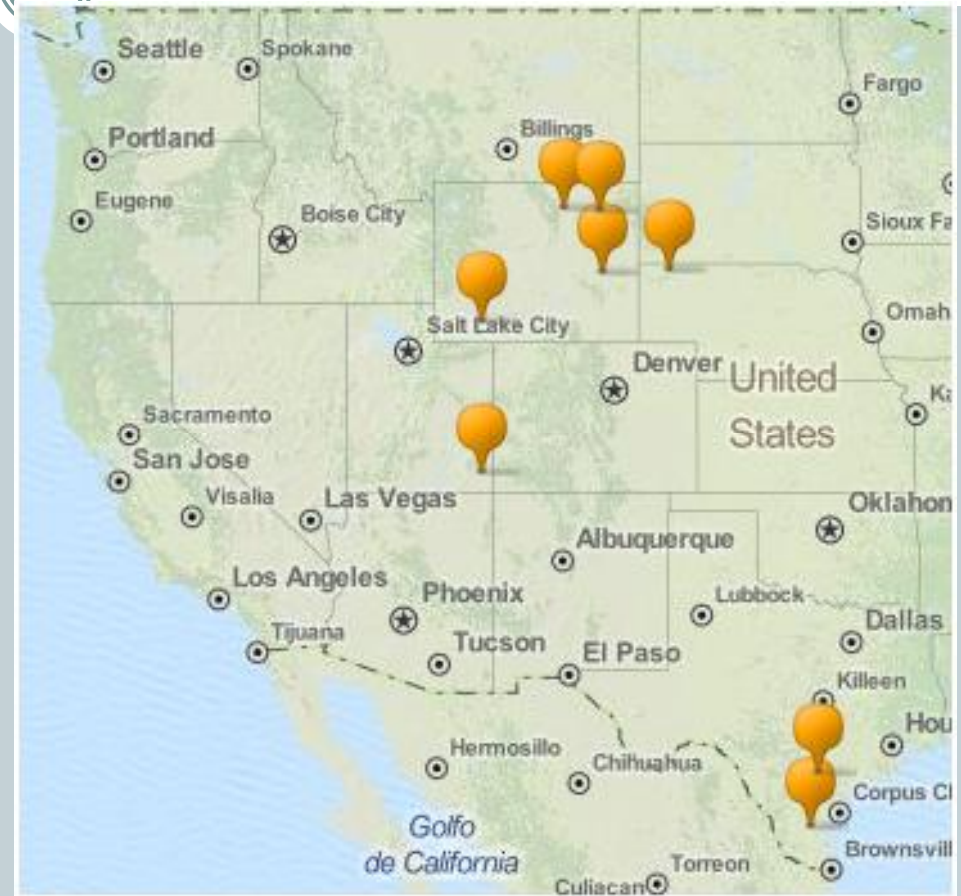 Seattle
Spokane
Fargo
Billings
Portland
Eugene
Boise City
Sioux Fa
Omah
Salt Lake City
Denver
United
States
Ka
Sacramento
San Jose
Visalia
Las Vegas
Oklahon
Albuquerque
Los Angeles
Phoenix
Lubbock
Dallas
Tijuana
Tucson
El Paso
Killeen
Hou
Hermosillo
Chihuahua
Corpus Cl
Golfo
de California
Brownsvill
Torreon
Culiacan